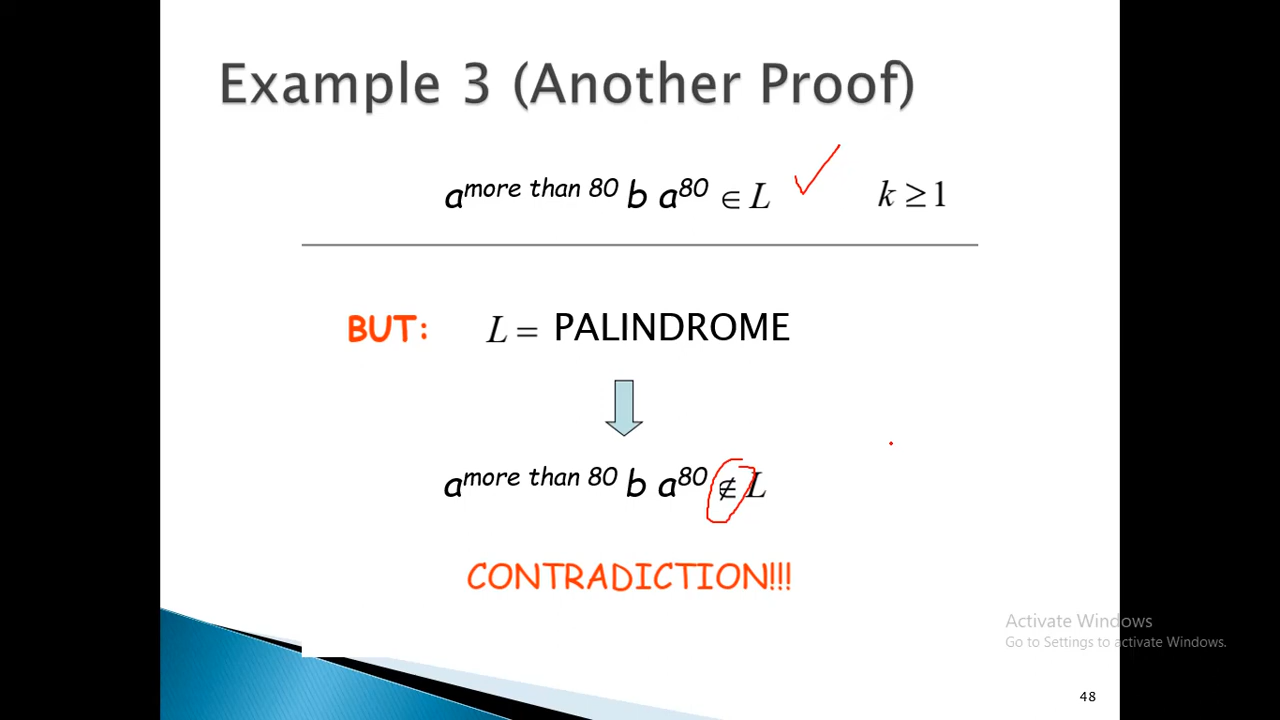 Example 3 (Another Proof)
a^more than 80 b a^80 ∈ L k ≥ 1
BUT: L = PALINDROME
a^more than 80 b a^80 ∉ L
CONTRADICTION!!!
Activate Windows
Go to Settings to activate Windows.
48